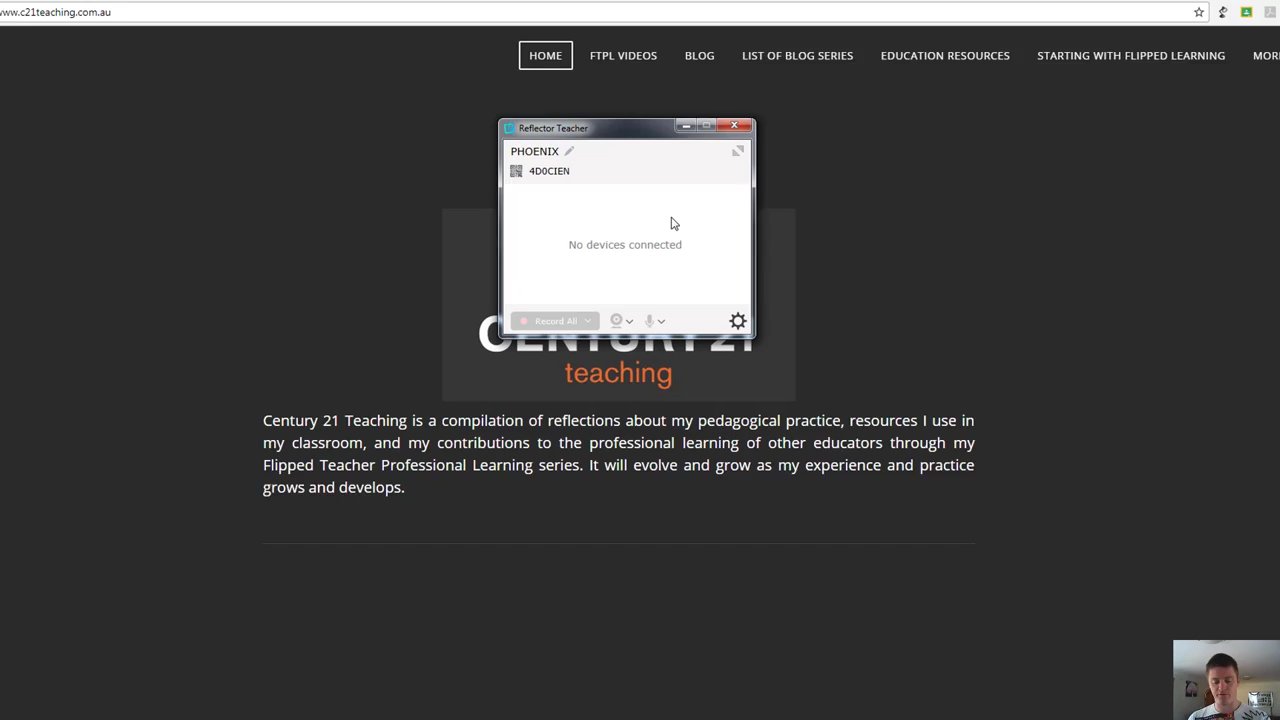 www.c21teaching.com.au
HOME
FTPL VIDEOS
BLOG
LIST OF BLOG SERIES
EDUCATION RESOURCES
STARTING WITH FLIPPED LEARNING
Reflector Teacher
PHOENIX
4D0CIEN
No devices connected
Record All
CENTURY 21
teaching
Century 21 Teaching is a compilation of reflections about my pedagogical practice, resources I use in
my classroom, and my contributions to the professional learning of other educators through my
Flipped Teacher Professional Learning series. It will evolve and grow as my experience and practice
grows and develops.